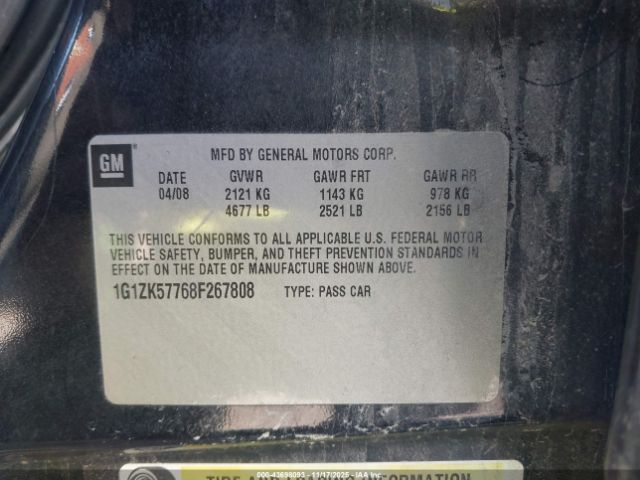 GM
MFD BY GENERAL MOTORS CORP.
DATE GVWR GAWR FRT GAWR RR
04/08 2121 KG 1143 KG 978 KG
4677 LB 2521 LB 2156 LB
THIS VEHICLE CONFORMS TO ALL APPLICABLE U.S. FEDERAL MOTOR
VEHICLE SAFETY, BUMPER, AND THEFT PREVENTION STANDARDS IN
EFFECT ON THE DATE OF MANUFACTURE SHOWN ABOVE.
1G1ZK57768F267808 TYPE: PASS CAR
TIRE AND INFORMATION
000-43698093 - 11/17/2025 - IAA Inc.